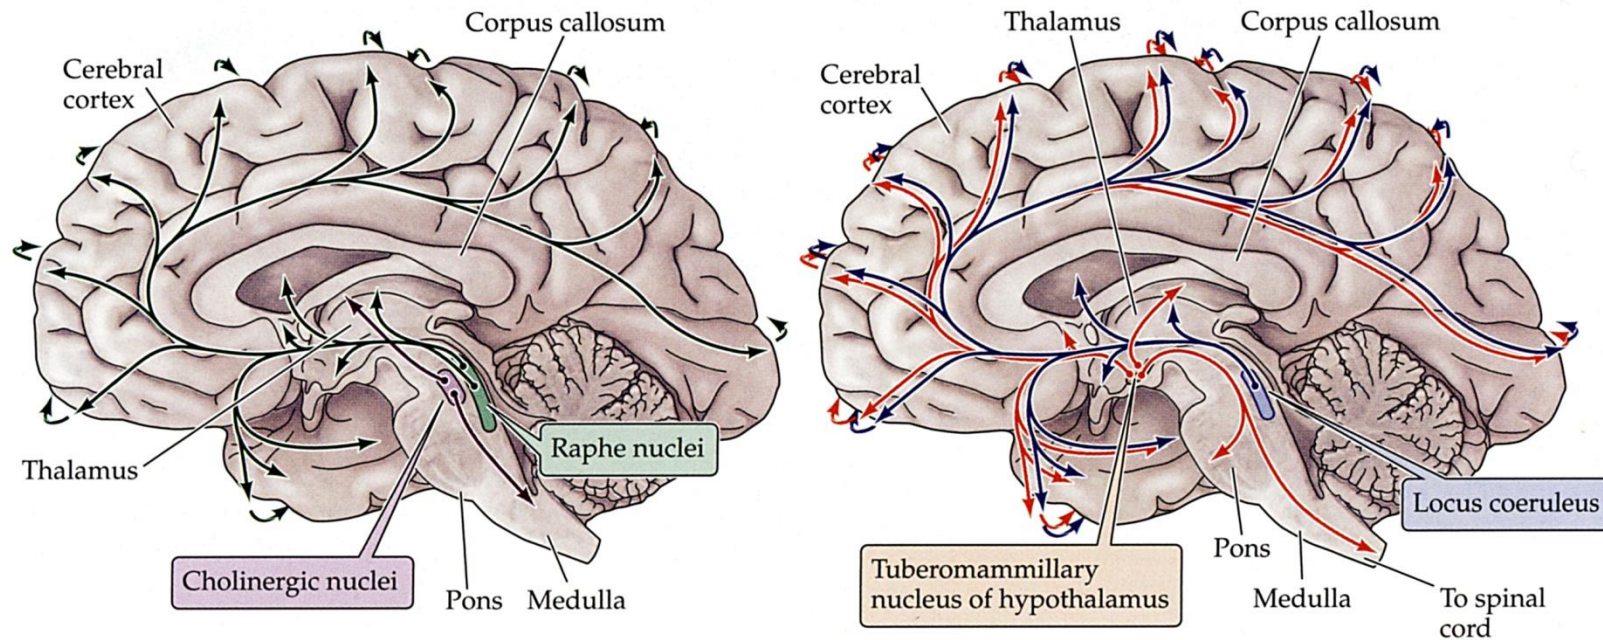 Corpus callosum
Cerebral
cortex
Thalamus
Raphe nuclei
Cholinergic nuclei
Pons
Medulla
Thalamus
Corpus callosum
Cerebral
cortex
Locus coeruleus
Tuberomammillary
nucleus of hypothalamus
Pons
Medulla
To spinal
cord